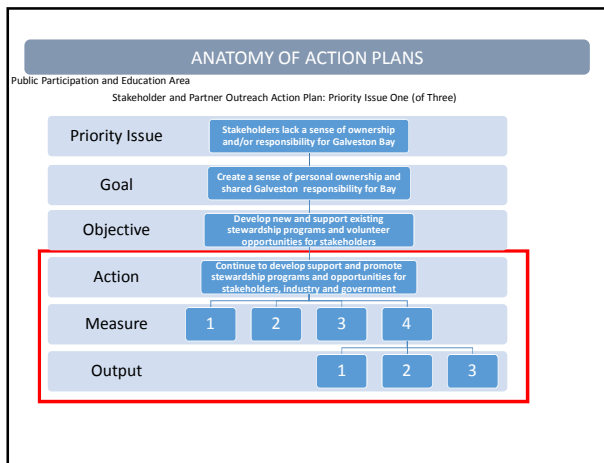 ANATOMY OF ACTION PLANS
Public Participation and Education Area
Stakeholder and Partner Outreach Action Plan: Priority Issue One (of Three)
Priority Issue
Stakeholders lack a sense of ownership
and/or responsibility for Galveston Bay
Goal
Create a sense of personal ownership and
shared Galveston responsibility for Bay
Objective
Develop new and support existing
stewardship programs and volunteer
opportunities for stakeholders
Action
Continue to develop support and promote
stewardship programs and opportunities for
stakeholders, industry and government
Measure
1 2 3 4
Output
1 2 3